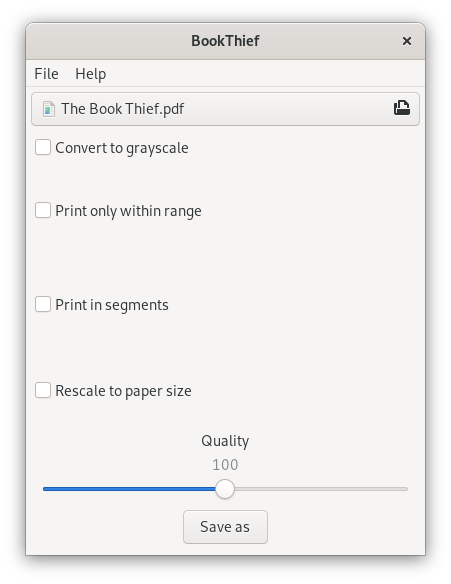 BookThief
File Help
The Book Thief.pdf
Convert to grayscale
Print only within range
Print in segments
Rescale to paper size
Quality
100
Save as